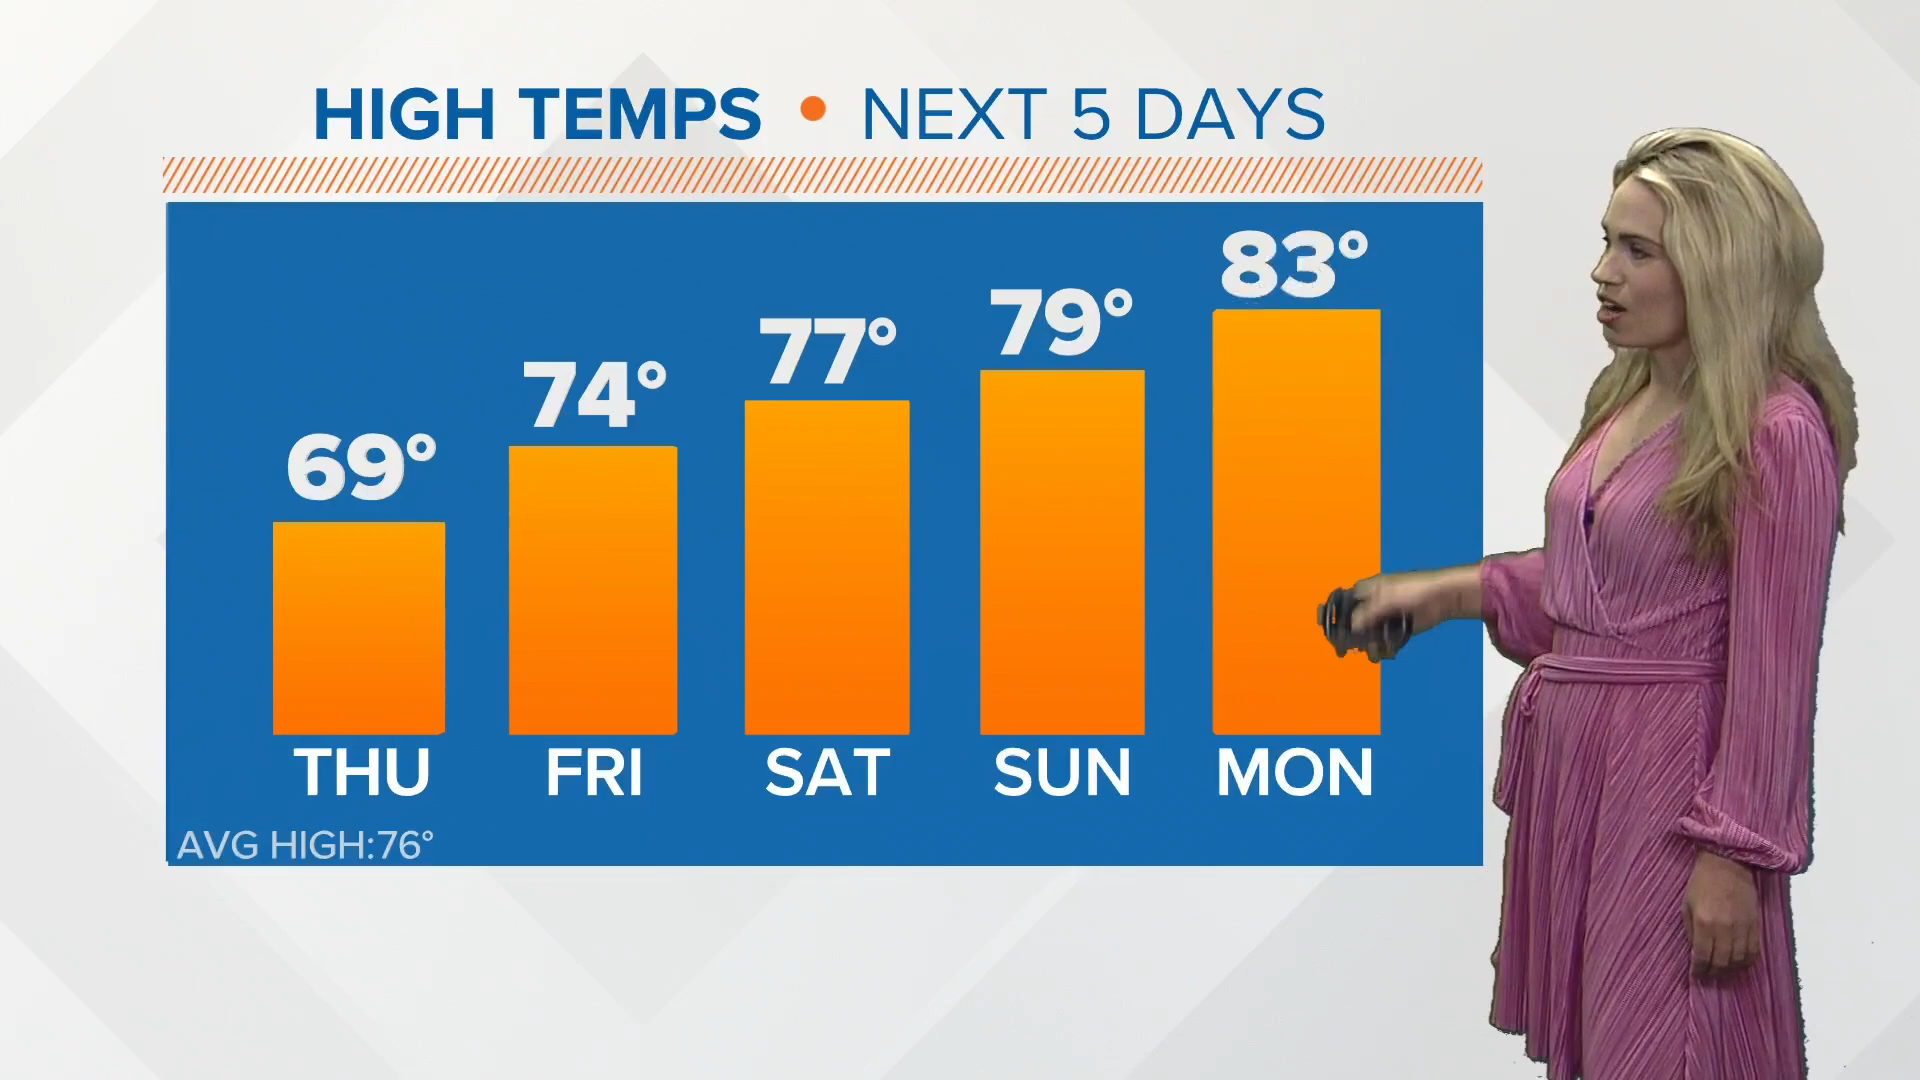 HIGH TEMPS • NEXT 5 DAYS
69° 74° 77° 79° 83°
THU FRI SAT SUN MON
AVG HIGH:76°